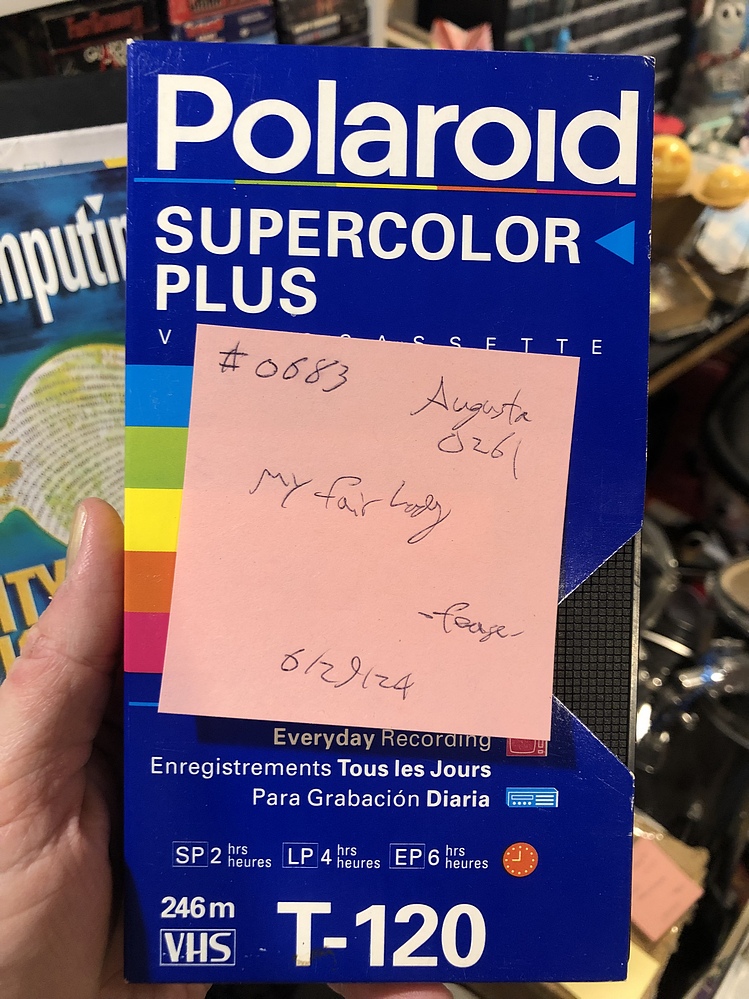 Polaroid
SUPERCOLOR
PLUS
#0683
Augusta
0261
My fair Lady
6/29/24
Everyday Recording
Enregistrements Tous les Jours
Para Grabación Diaria
SP 2 hrs heures LP 4 hrs heures EP 6 hrs heures
246m
VHS T-120